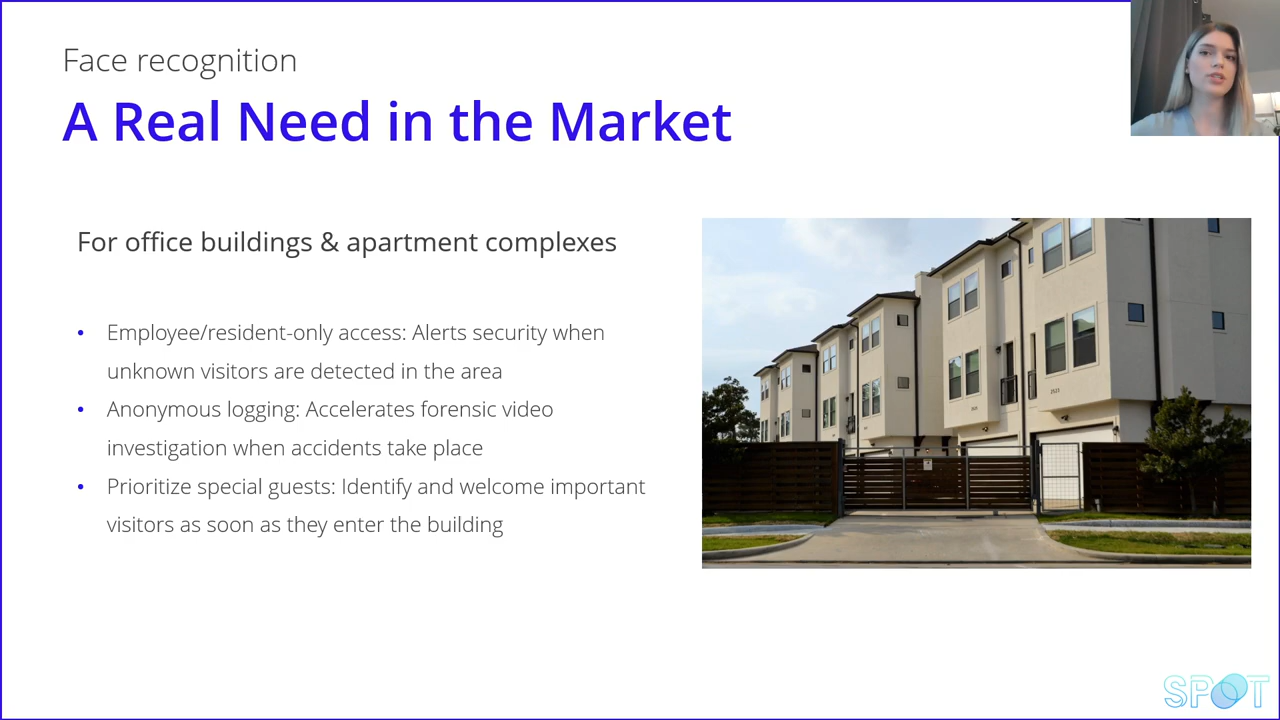 Face recognition
A Real Need in the Market
For office buildings & apartment complexes
• Employee/resident-only access: Alerts security when
unknown visitors are detected in the area
• Anonymous logging: Accelerates forensic video
investigation when accidents take place
• Prioritize special guests: Identify and welcome important
visitors as soon as they enter the building
SPOT